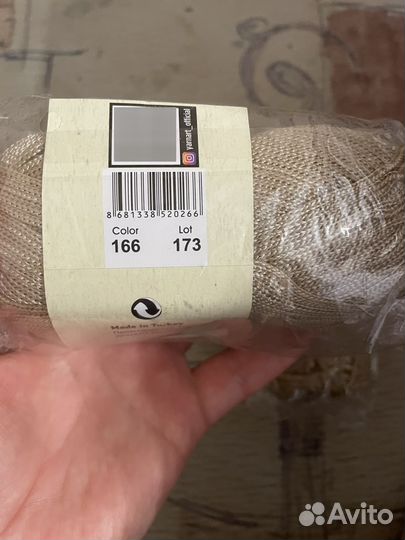 yarnart_official
8 681338 520266
Color Lot
166 173
Made in Turkey
Avito